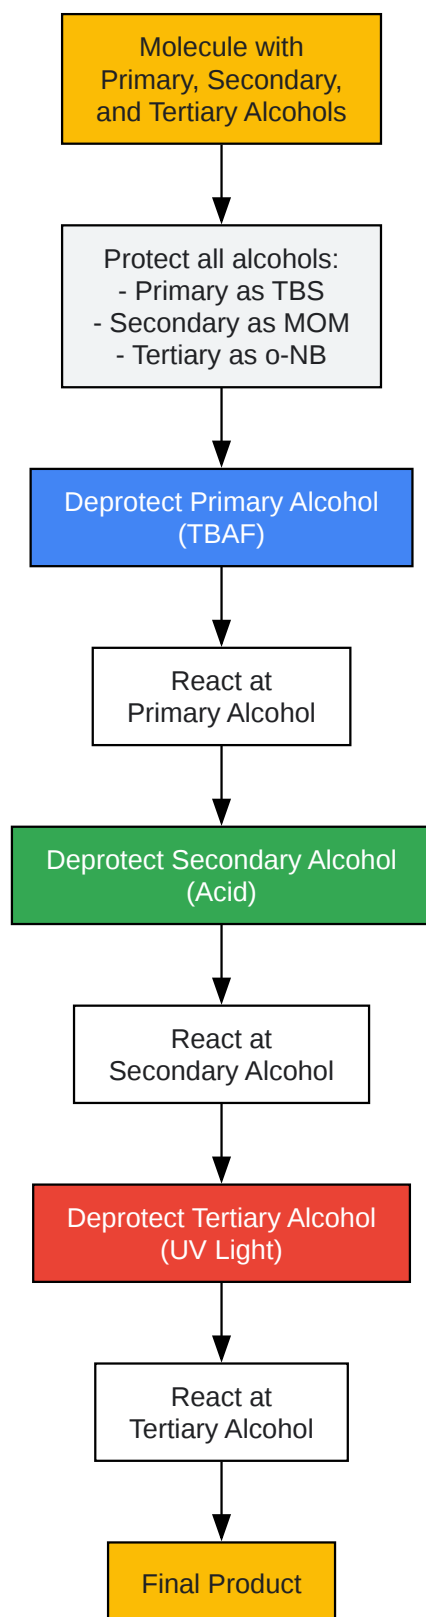 Molecule with
Primary, Secondary,
and Tertiary Alcohols
Protect all alcohols:
- Primary as TBS
- Secondary as MOM
- Tertiary as o-NB
Deprotect Primary Alcohol
(TBAF)
React at
Primary Alcohol
Deprotect Secondary Alcohol
(Acid)
React at
Secondary Alcohol
Deprotect Tertiary Alcohol
(UV Light)
React at
Tertiary Alcohol
Final Product